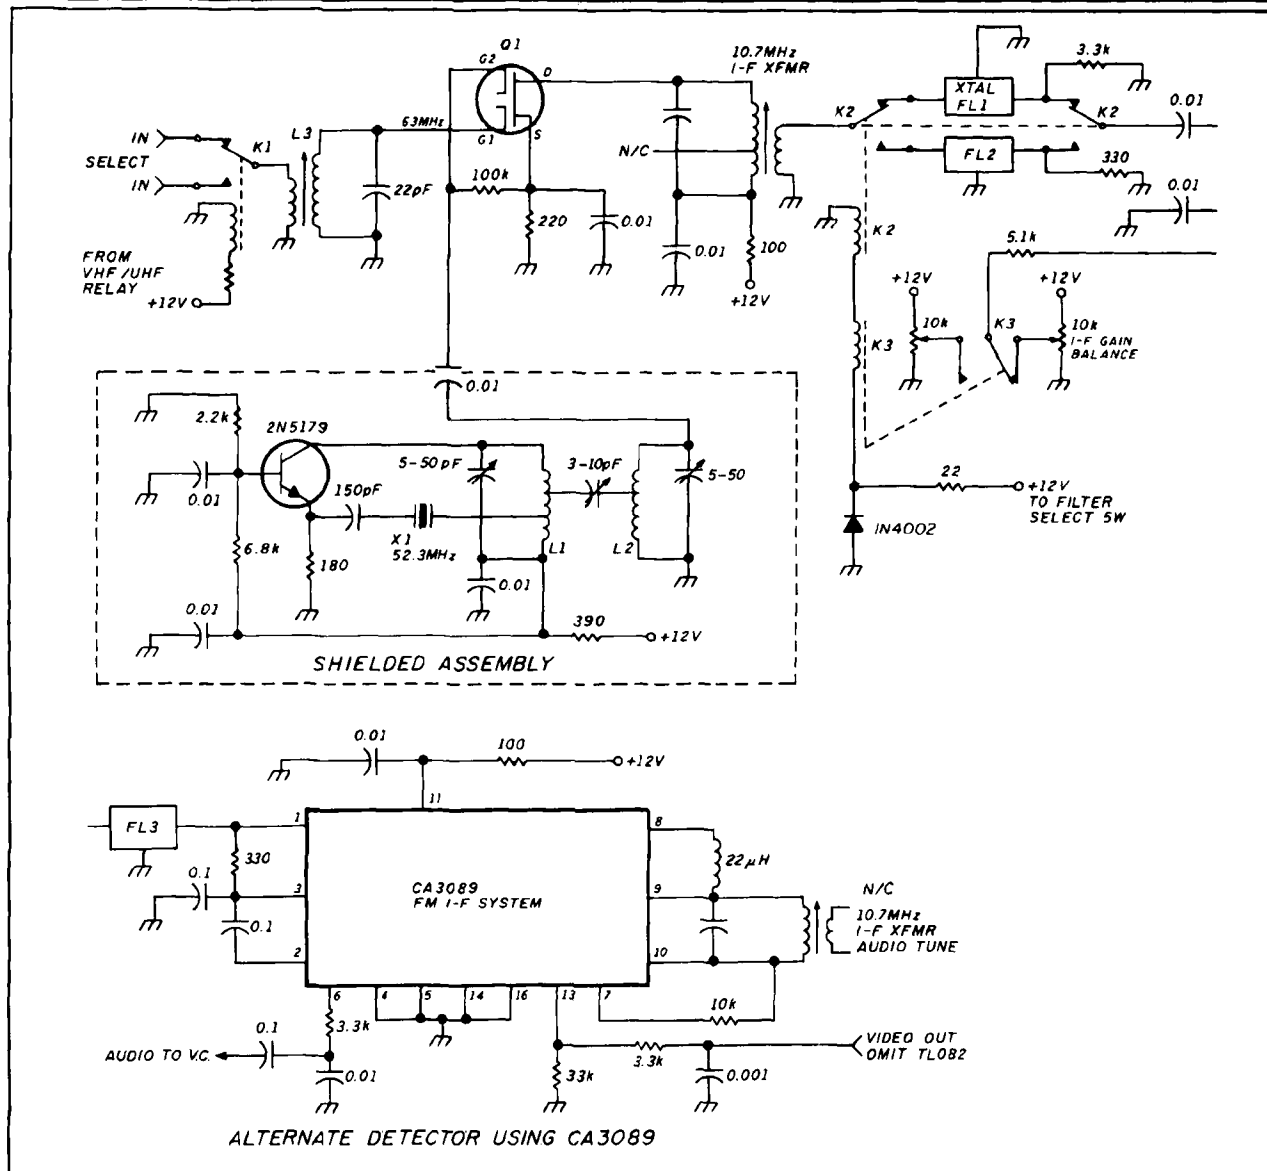 Q1
G2
D
10.7MHz
I-F XFMR
3.3k
XTAL
FL1
K2
K2
0.01
IN
SELECT
IN
K1
L3
63MHz
G1
S
N/C
FL2
330
22pF
100k
220
0.01
0.01
100
+12V
0.01
K2
5.1k
FROM
VHF/UHF
RELAY
+12V
+12V
+12V
10k
K3
K3
10k
I-F GAIN
BALANCE
0.01
2.2k
2N5179
5-50pF
3-10pF
5-50
22
+12V
TO FILTER
SELECT SW
0.01
150pF
X1
52.3MHz
L1
L2
1N4002
6.8k
180
0.01
0.01
390
+12V
SHIELDED ASSEMBLY
0.01
100
+12V
11
FL3
1
8
330
22µH
0.1
3
CA3089
FM I-F SYSTEM
9
N/C
10.7MHz
I-F XFMR
AUDIO TUNE
0.1
2
10
6
4
5
14
16
13
7
10k
3.3k
0.1
AUDIO TO V.C.
0.01
3.3k
VIDEO OUT
OMIT TL082
33k
0.001
ALTERNATE DETECTOR USING CA3089